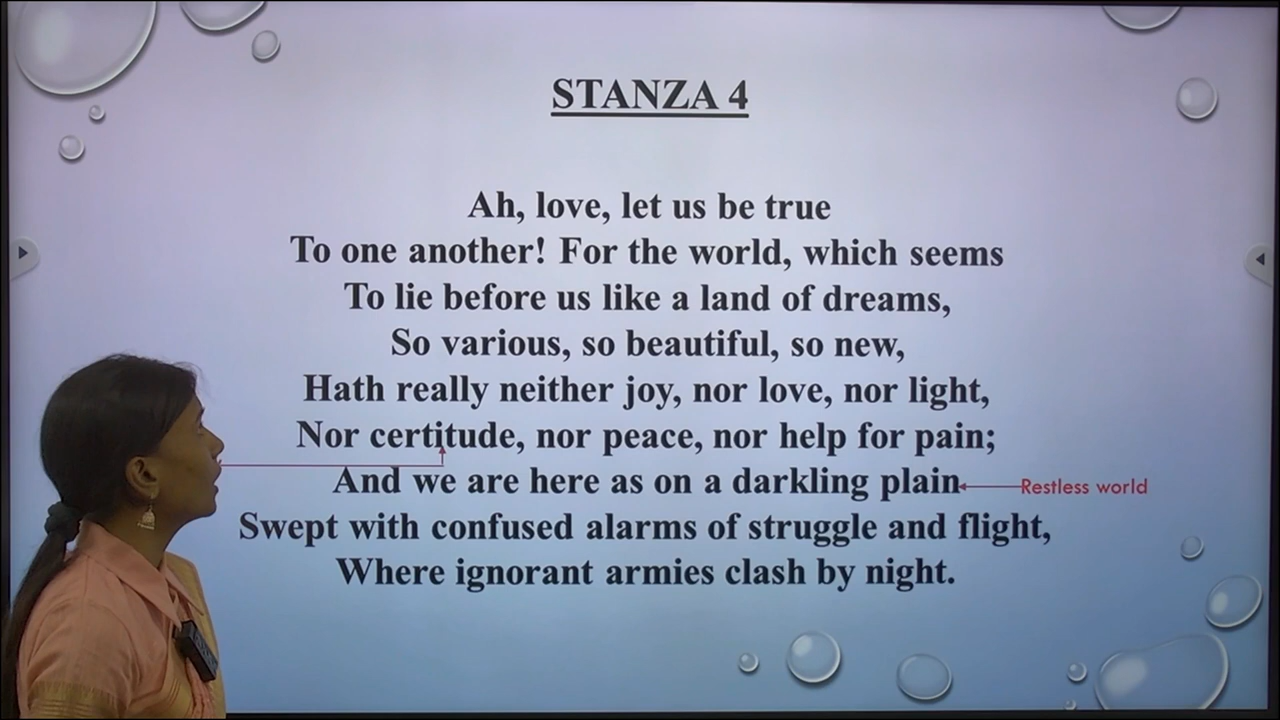 STANZA 4
Ah, love, let us be true
To one another! For the world, which seems
To lie before us like a land of dreams,
So various, so beautiful, so new,
Hath really neither joy, nor love, nor light,
Nor certitude, nor peace, nor help for pain;
And we are here as on a darkling plain
Restless world
Swept with confused alarms of struggle and flight,
Where ignorant armies clash by night.